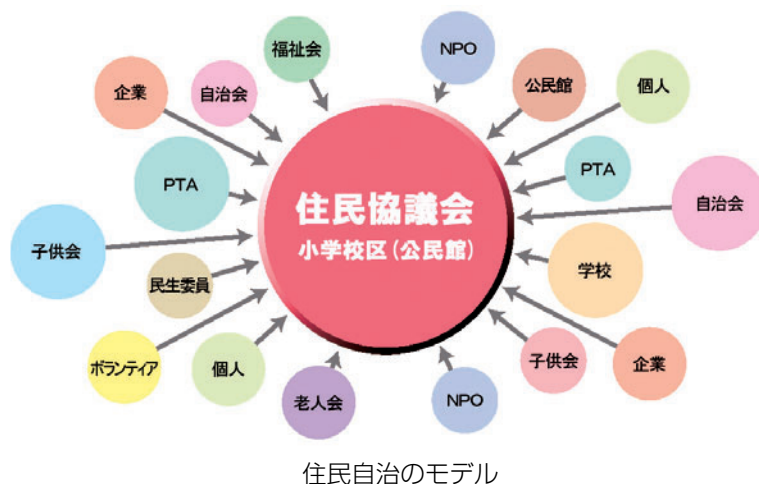 福祉会
NPO
企業
自治会
公民館
個人
PTA
PTA
自治会
住民協議会
小学校区(公民館)
子供会
民生委員
学校
ボランティア
個人
老人会
NPO
子供会
企業
住民自治のモデル